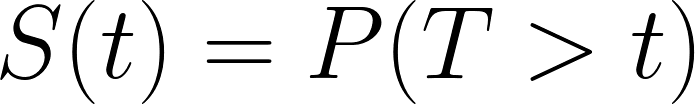 S(t) = P(T > t)